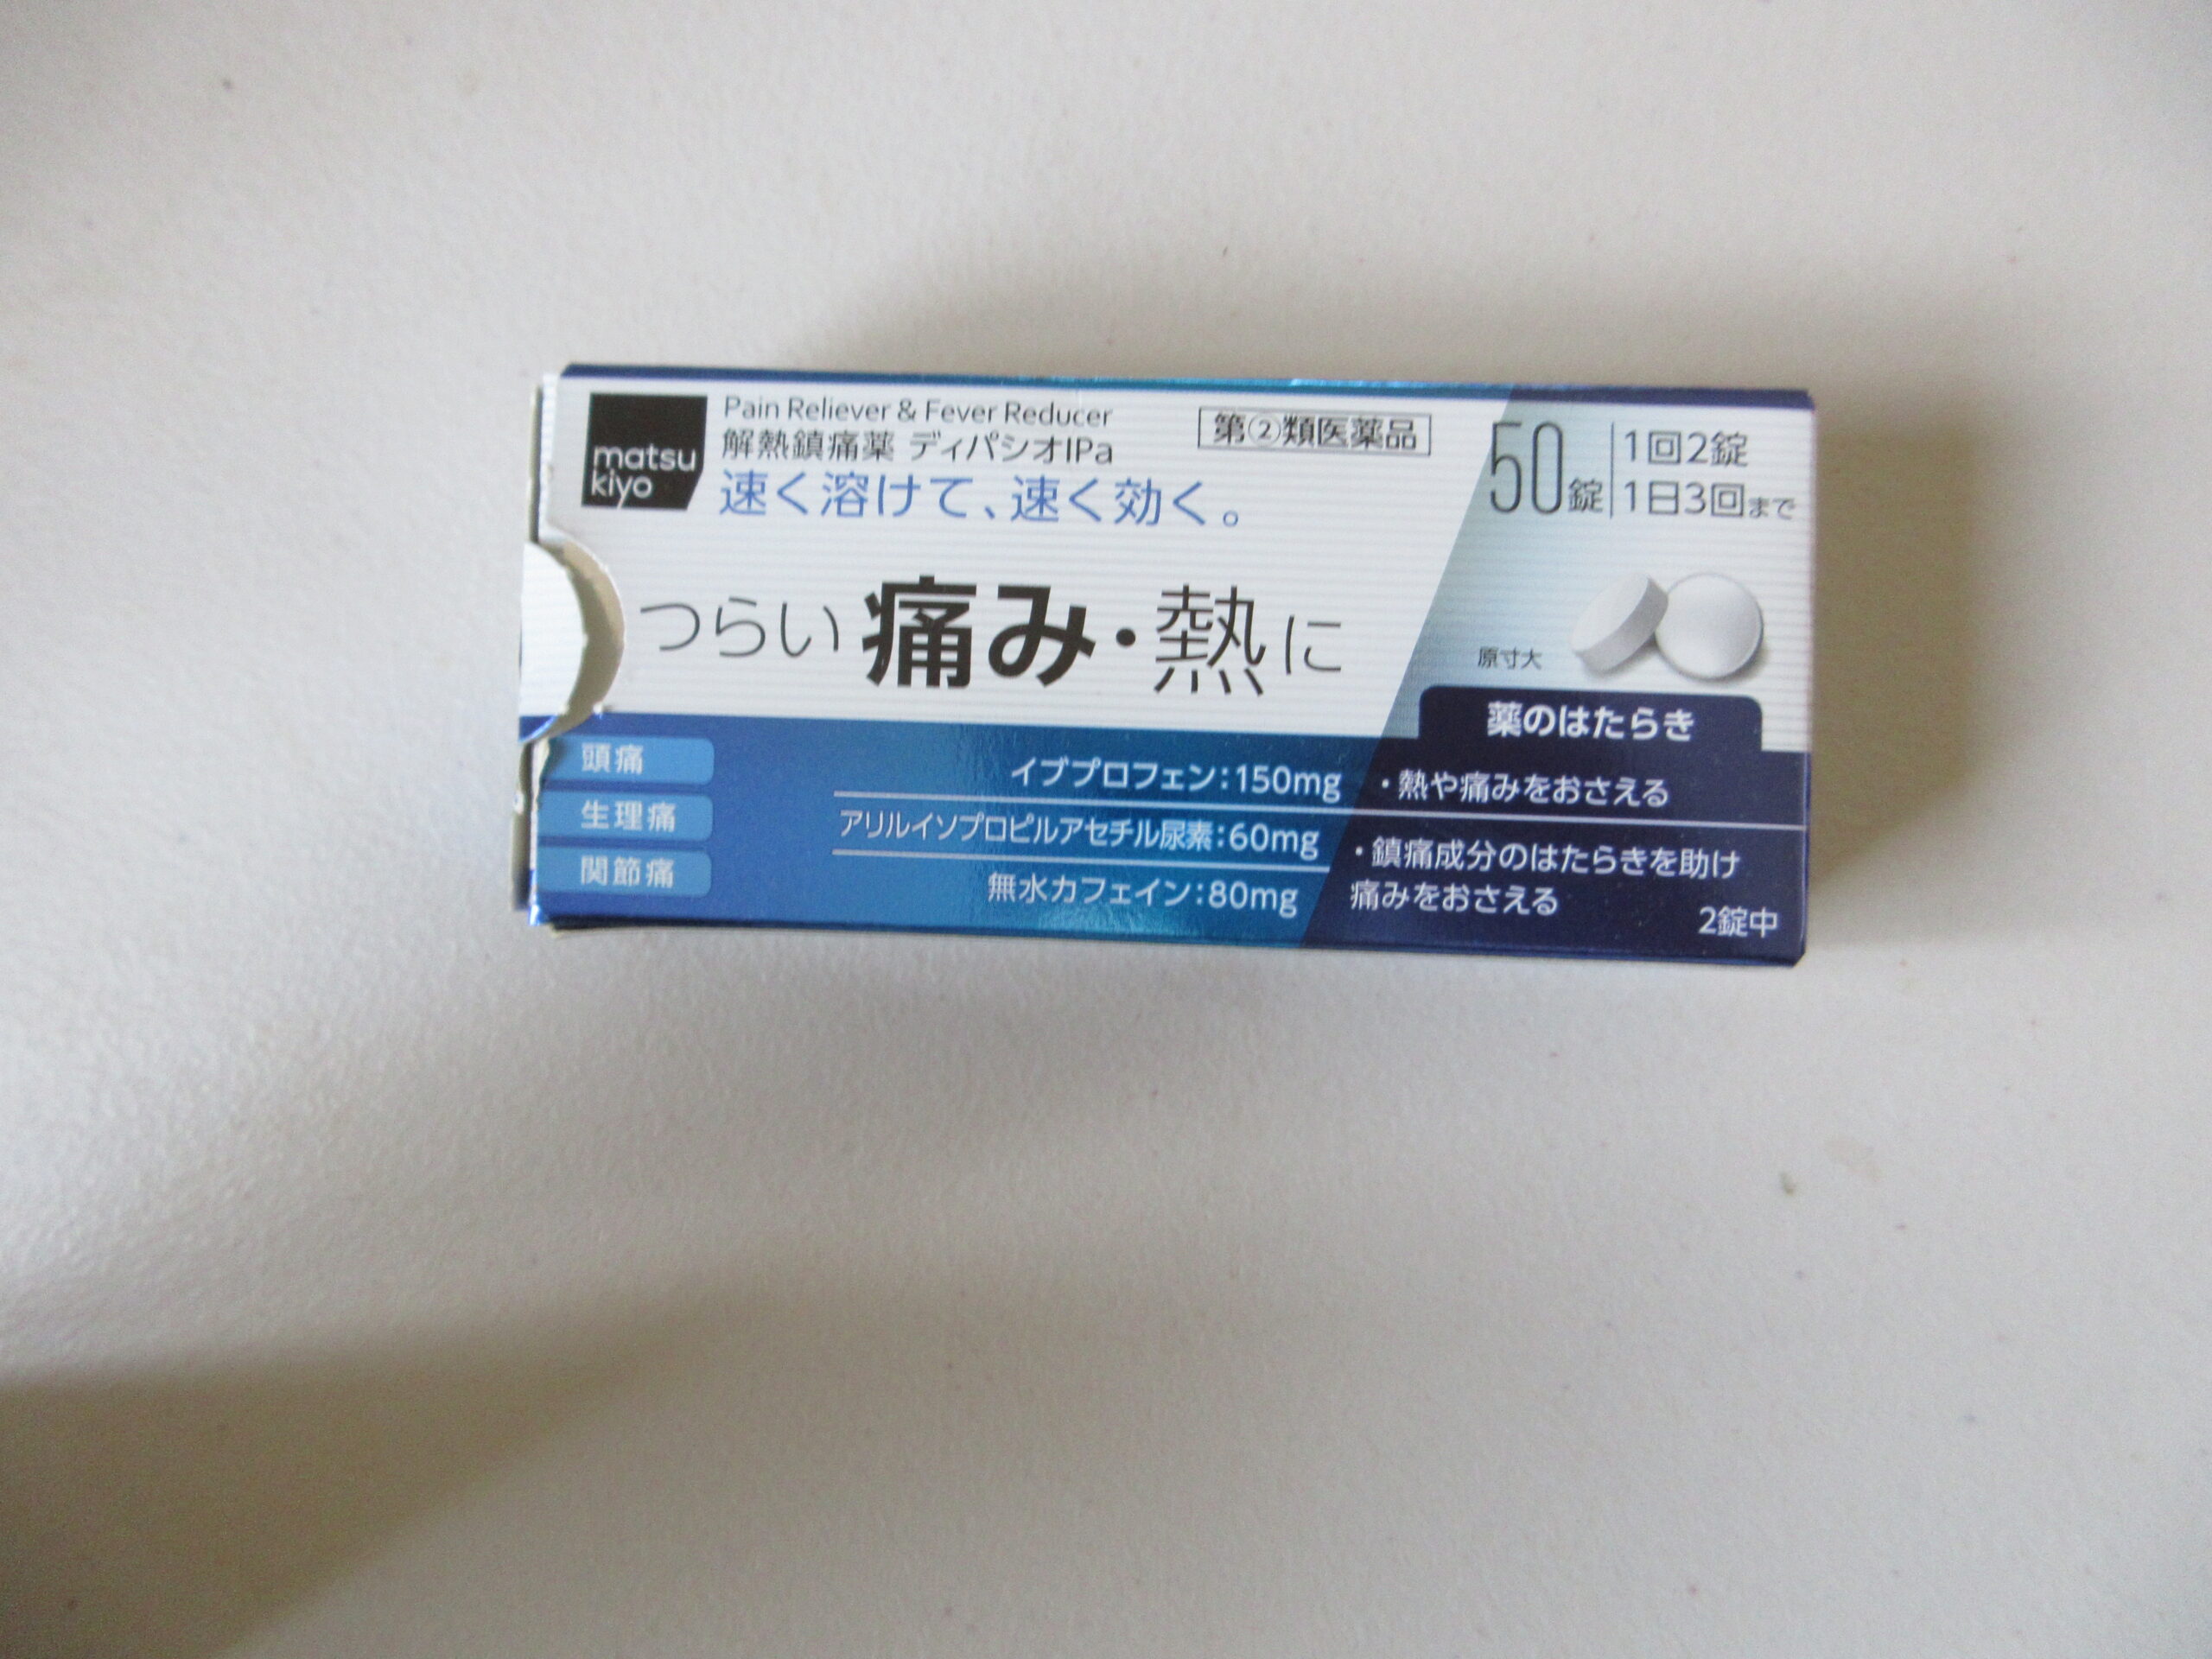 matsu
kiyo
Pain Reliever & Fever Reducer
解熱鎮痛薬 ディパシオIPa
速く溶けて、速く効く。
第②類医薬品
50錠
1回2錠
1日3回まで
つらい痛み・熱に
原寸大
薬のはたらき
頭痛
生理痛
関節痛
イブプロフェン:150mg
・熱や痛みをおさえる
アリルイソプロピルアセチル尿素:60mg
無水カフェイン:80mg
・鎮痛成分のはたらきを助け
痛みをおさえる
2錠中